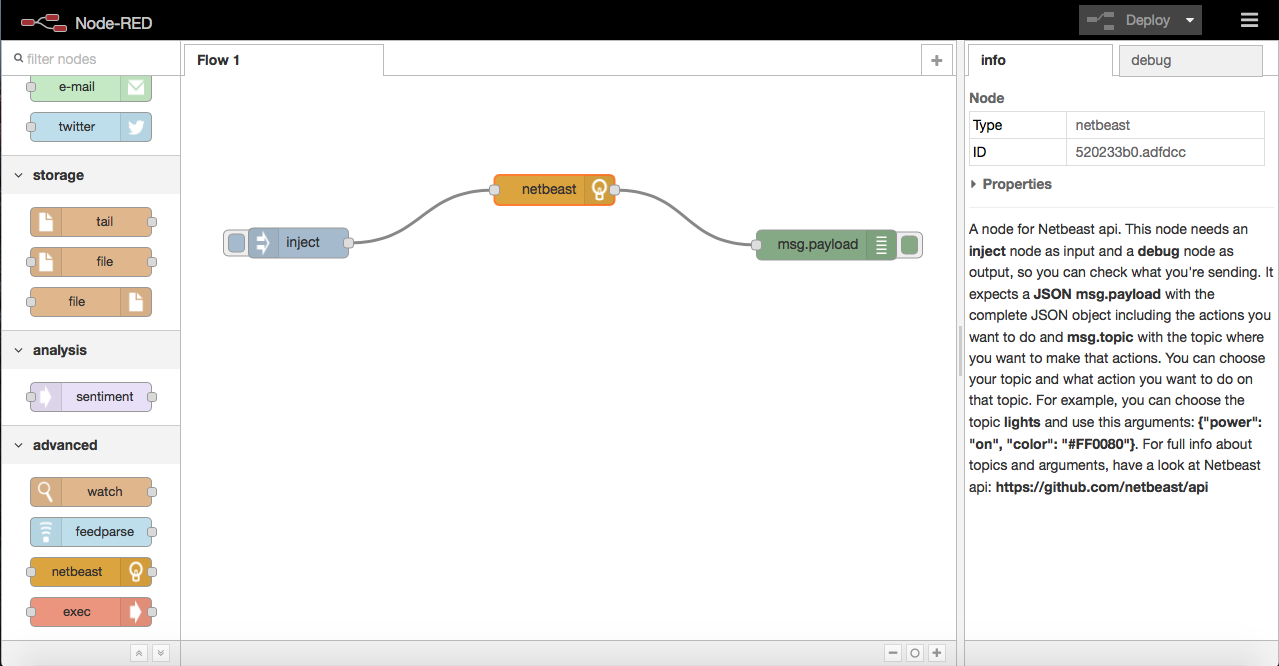 Node-RED
Deploy
filter nodes
e-mail
twitter
storage
tail
file
file
analysis
sentiment
advanced
watch
feedparse
netbeast
exec
Flow 1
inject
netbeast
msg.payload
info
debug
Node
Type netbeast
ID 520233b0.adfdcc
Properties
A node for Netbeast api. This node needs an
inject node as input and a debug node as
output, so you can check what you're sending. It
expects a JSON msg.payload with the
complete JSON object including the actions you
want to do and msg.topic with the topic where
you want to make that actions. You can choose
your topic and what action you want to do on
that topic. For example, you can choose the
topic lights and use this arguments: {"power":
"on", "color": "#FF0080"}. For full info about
topics and arguments, have a look at Netbeast
api: https://github.com/netbeast/api